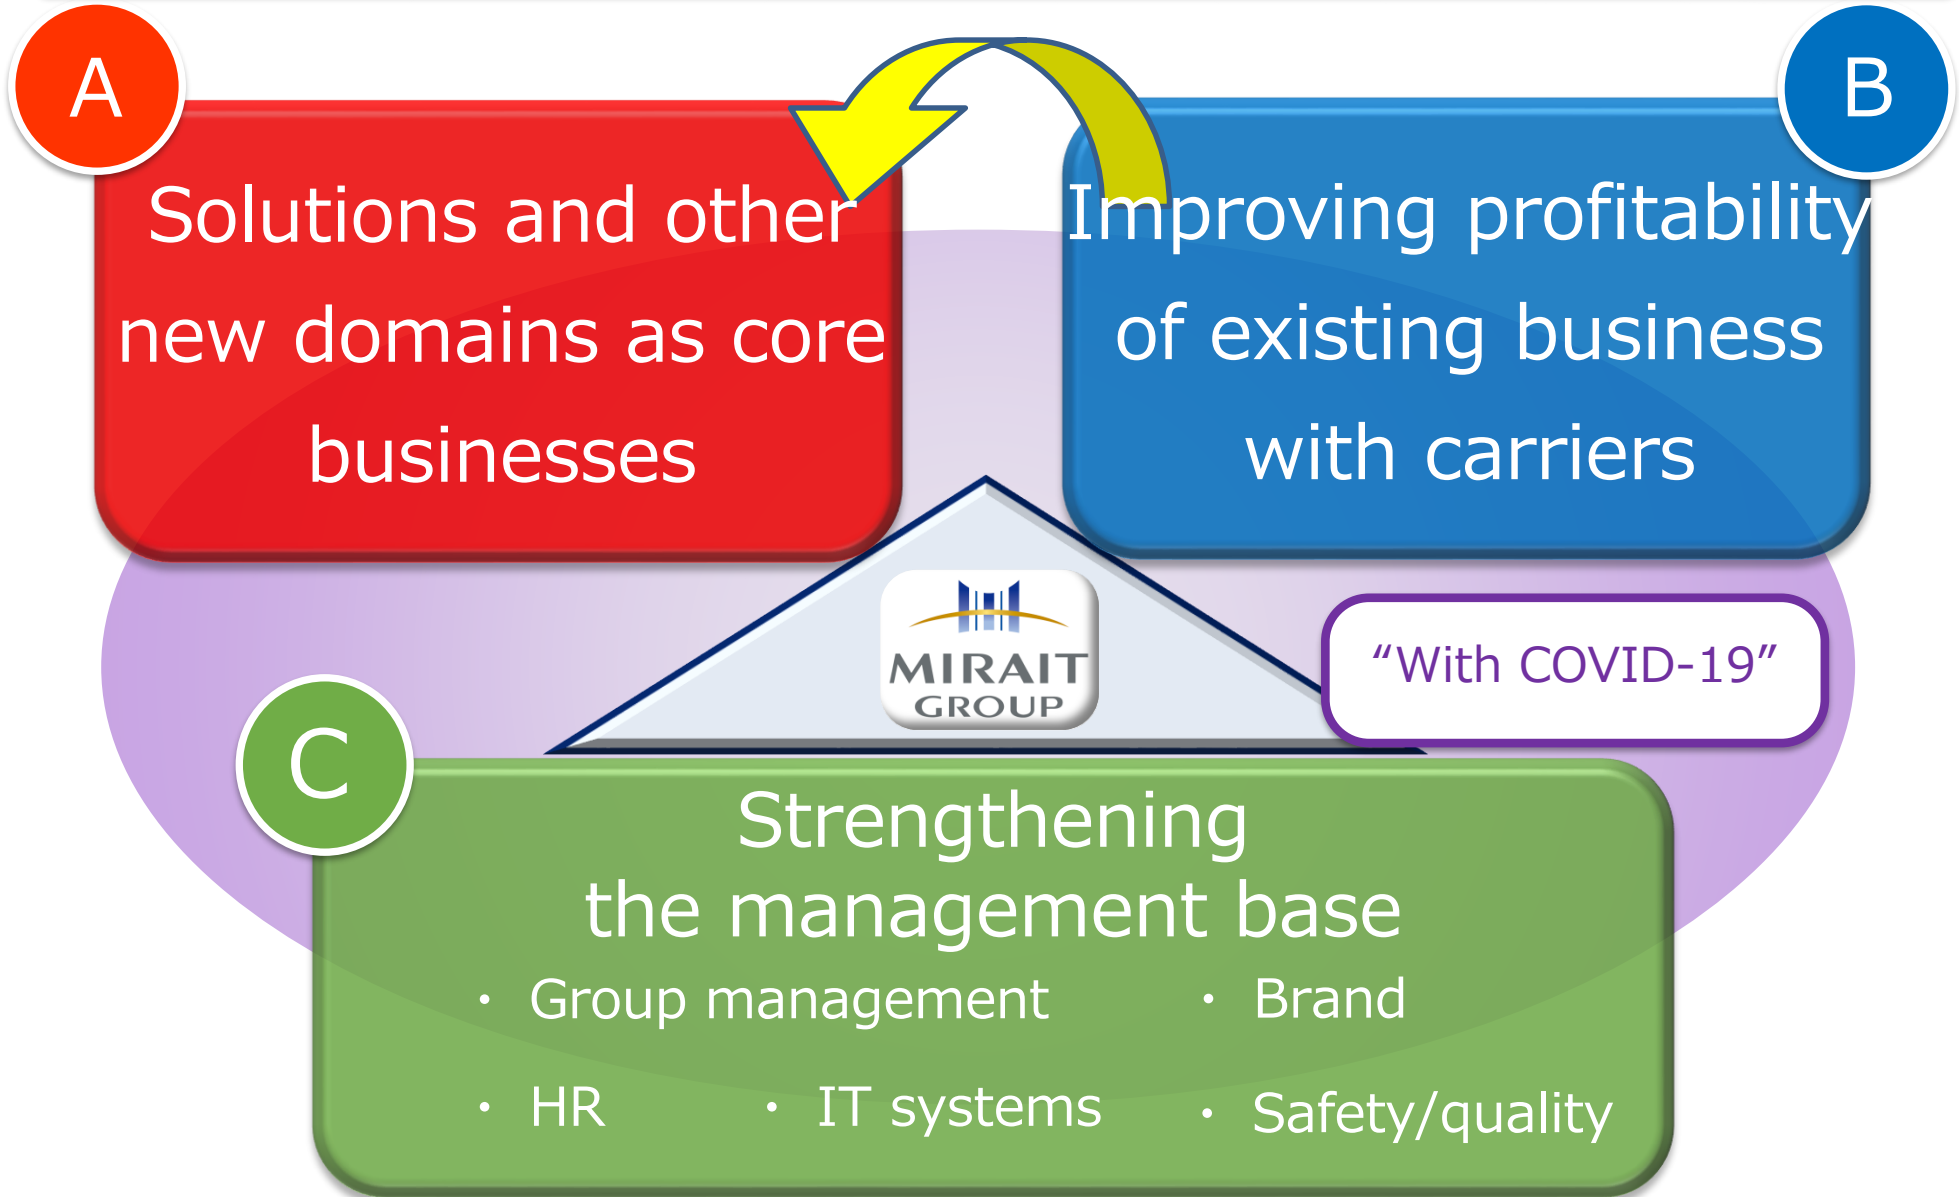 A
Solutions and other
new domains as core
businesses
B
Improving profitability
of existing business
with carriers
MIRAIT
GROUP
“With COVID-19”
C
Strengthening
the management base
・ Group management ・ Brand
・ HR ・ IT systems ・ Safety/quality